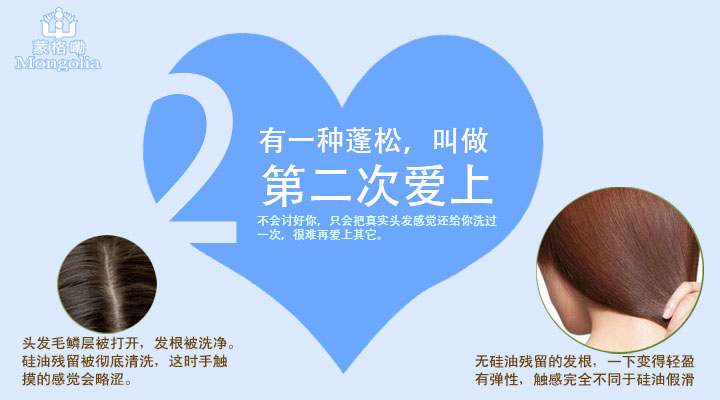 蒙格嘞
Mongolia
2
有一种蓬松，叫做
第二次爱上
不会讨好你，只会把真实头发感觉还给你洗过
一次，很难再爱上其它。
头发毛鳞层被打开，发根被洗净。
硅油残留被彻底清洗，这时手触
摸的感觉会略涩。
无硅油残留的发根，一下变得轻盈
有弹性，触感完全不同于硅油假滑